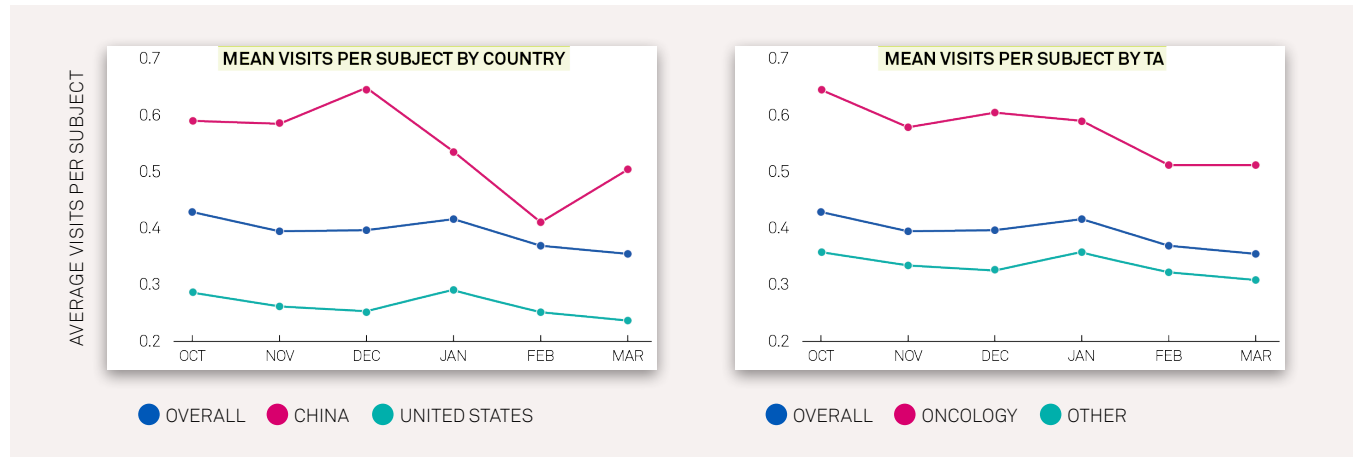 AVERAGE VISITS PER SUBJECT
MEAN VISITS PER SUBJECT BY COUNTRY
0.7
0.6
0.5
0.4
0.3
0.2
OCT NOV DEC JAN FEB MAR
OVERALL CHINA UNITED STATES
MEAN VISITS PER SUBJECT BY TA
0.7
0.6
0.5
0.4
0.3
0.2
OCT NOV DEC JAN FEB MAR
OVERALL ONCOLOGY OTHER